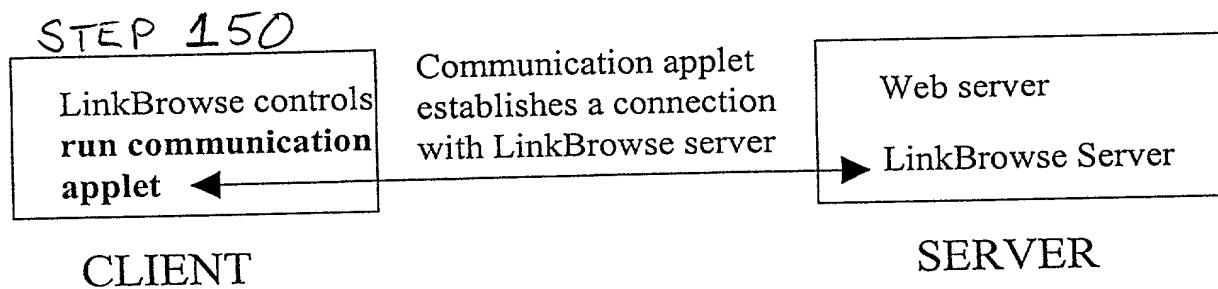 STEP 150
LinkBrowse controls
run communication
applet
Communication applet
establishes a connection
with LinkBrowse server
Web server
LinkBrowse Server
CLIENT
SERVER